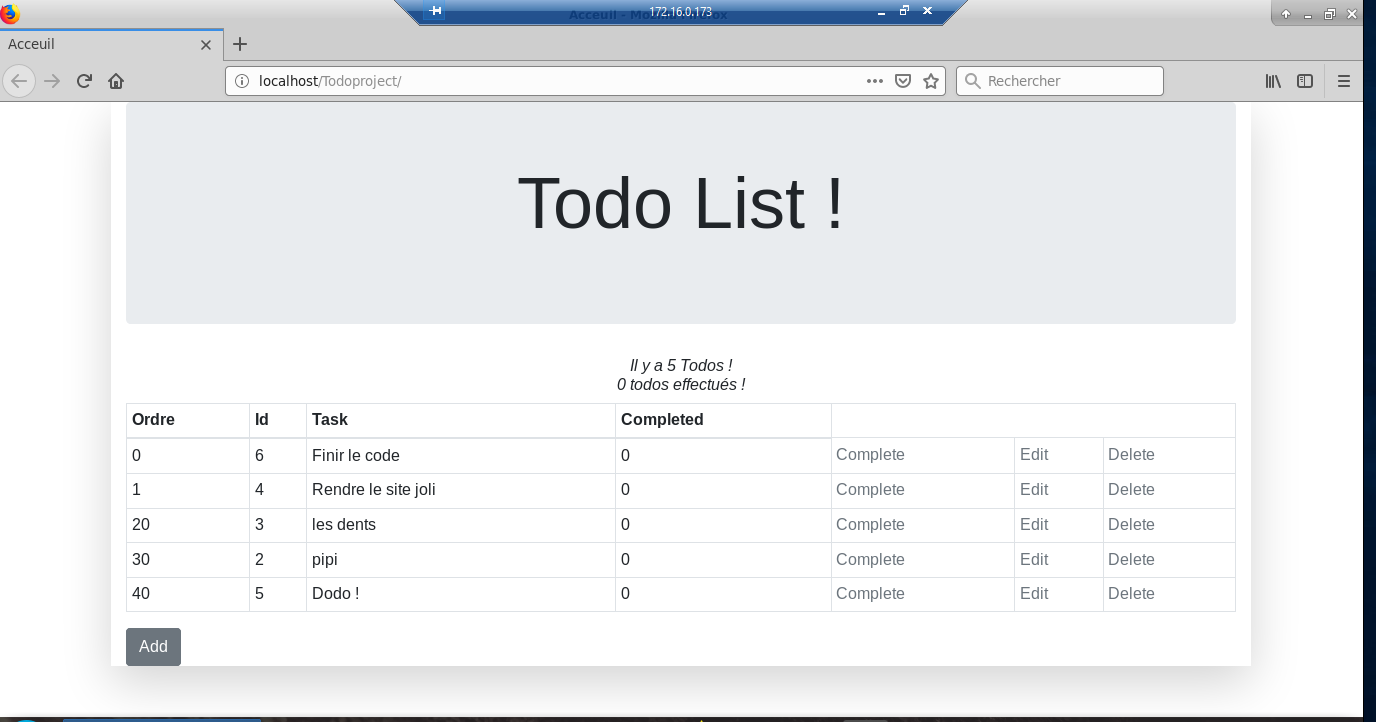 172.16.0.173
Acceuil
localhost/Todoproject/
Rechercher
Todo List !
Il y a 5 Todos !
0 todos effectués !
Ordre Id Task Completed
0 6 Finir le code 0 Complete Edit Delete
1 4 Rendre le site joli 0 Complete Edit Delete
20 3 les dents 0 Complete Edit Delete
30 2 pipi 0 Complete Edit Delete
40 5 Dodo ! 0 Complete Edit Delete
Add